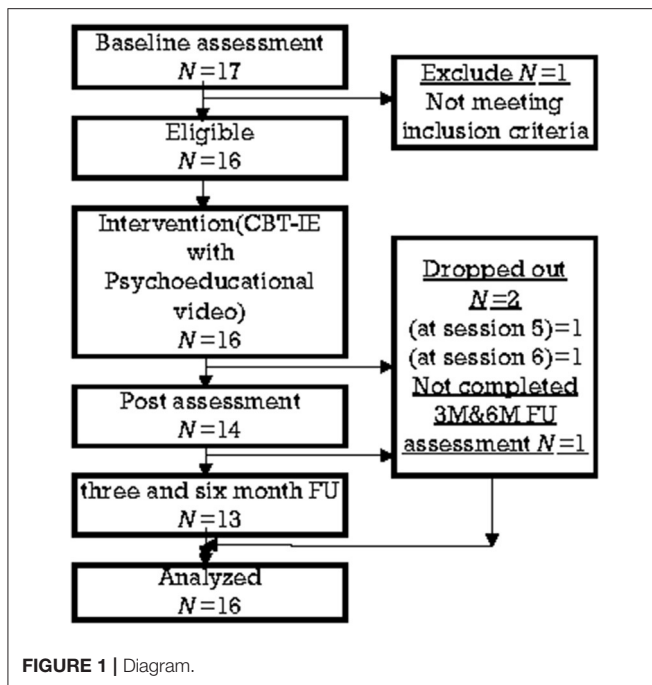 Baseline assessment
N=17
Exclude N=1
Not meeting
inclusion criteria
Eligible
N=16
Intervention(CBT-IE
with
Psychoeducational
video)
N=16
Dropped out
N=2
(at session 5)=1
(at session 6)=1
Not completed
3M&6M FU
assessment N=1
Post assessment
N=14
three and six month FU
N=13
Analyzed
N=16
FIGURE 1 | Diagram.